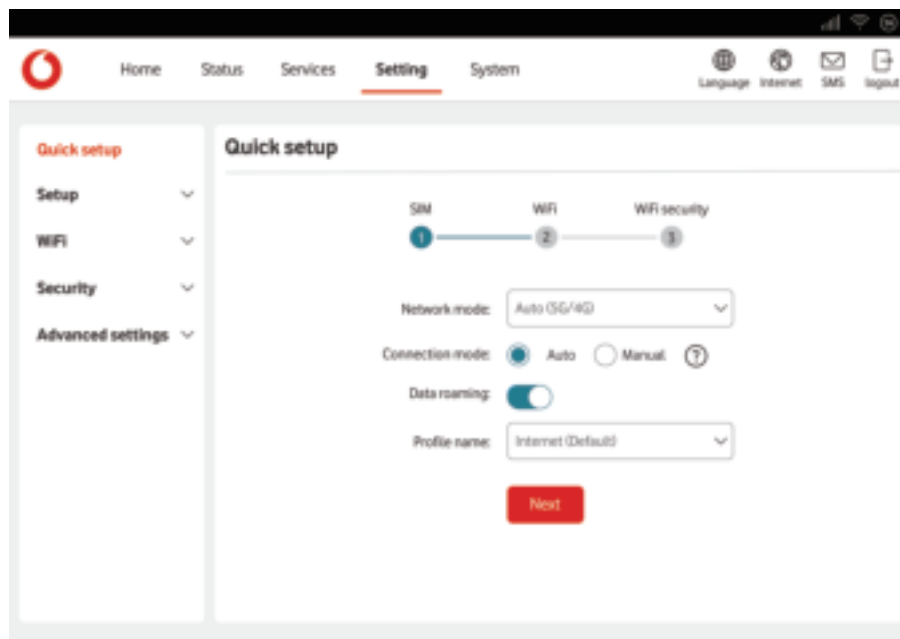 Home Status Services Setting System
Language Internet SMS logout
Quick setup
Setup
WiFi
Security
Advanced settings
Quick setup
SIM WiFi WiFi security
1 2 3
Network mode: Auto (5G/4G)
Connection mode: Auto Manual ?
Data roaming:
Profile name: Internet (Default)
Next